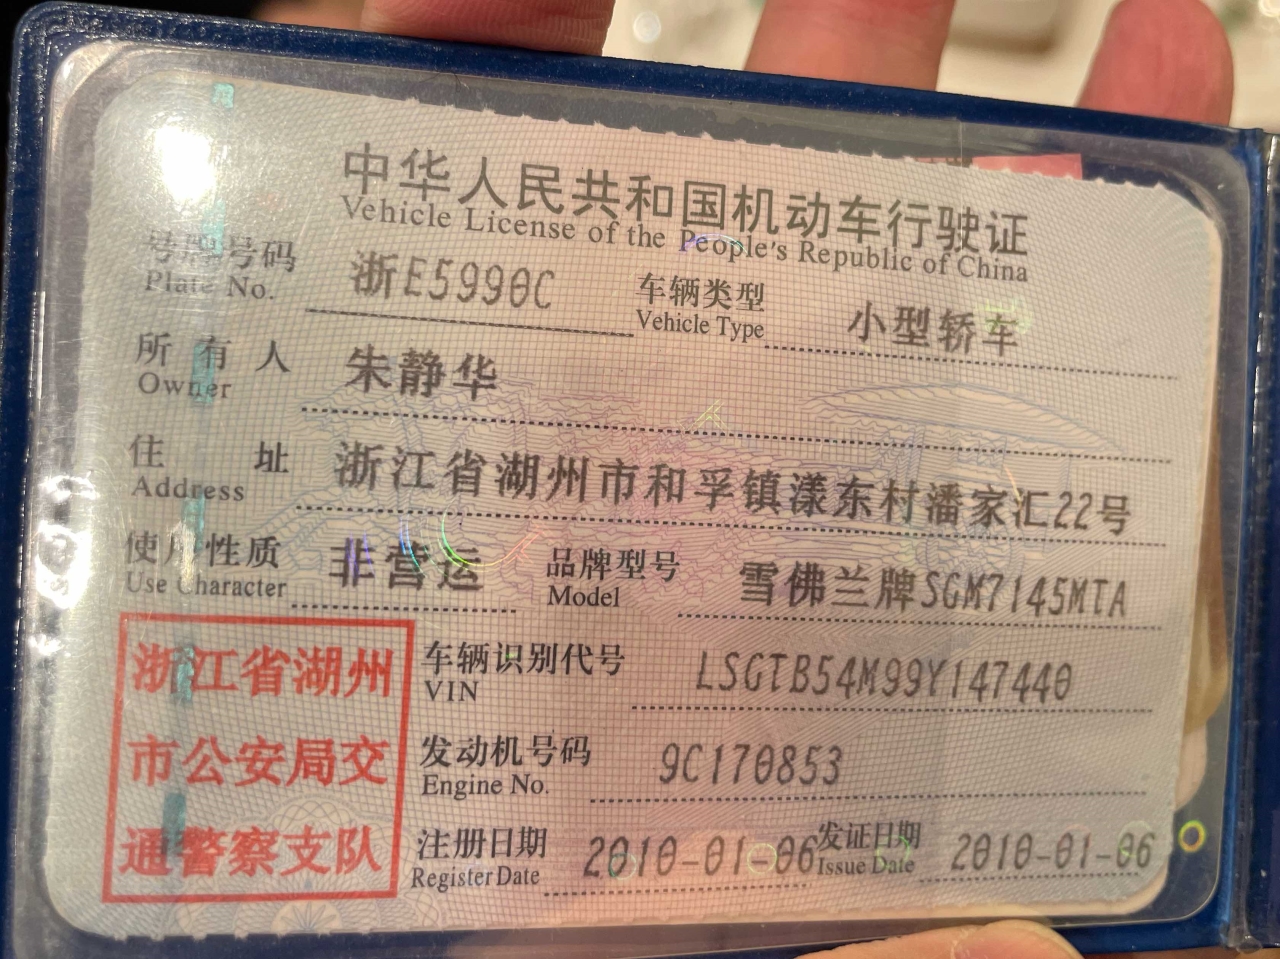 中华人民共和国机动车行驶证
Vehicle License of the People's Republic of China
号牌号码 浙E5990C 车辆类型 小型轿车
Plate No. Vehicle Type
所有人 朱静华
Owner
住址 浙江省湖州市和孚镇漾东村潘家汇22号
Address
使用性质 非营运 品牌型号 雪佛兰牌SGM7145MTA
Use Character Model
浙江省湖州
市公安局交
通警察支队
车辆识别代号 LSGTB54M99Y147440
VIN
发动机号码 9C170853
Engine No.
注册日期 2010-01-06 发证日期 2010-01-06
Register Date Issue Date